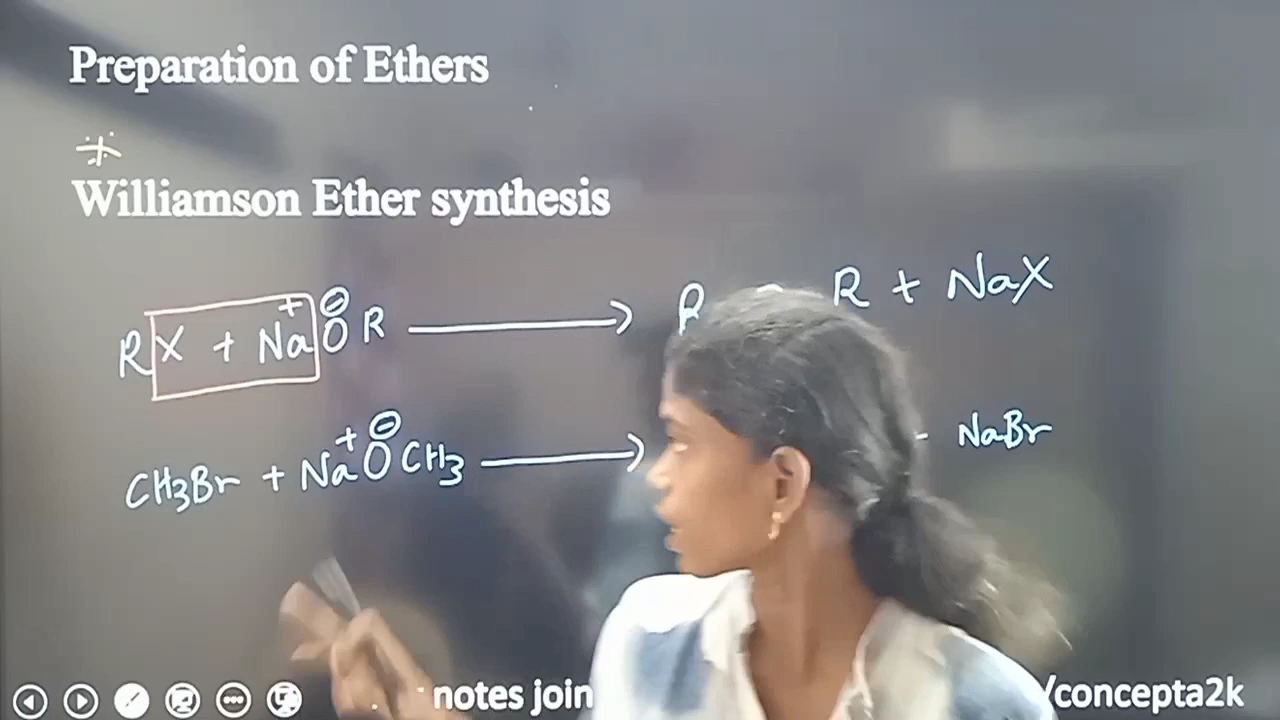 Preparation of Ethers
*
Williamson Ether synthesis
RX + Na⁺O⊖R ⟶ R R + NaX
CH₃Br + Na⁺O⊖CH₃ ⟶ NaBr
notes join /concepta2k